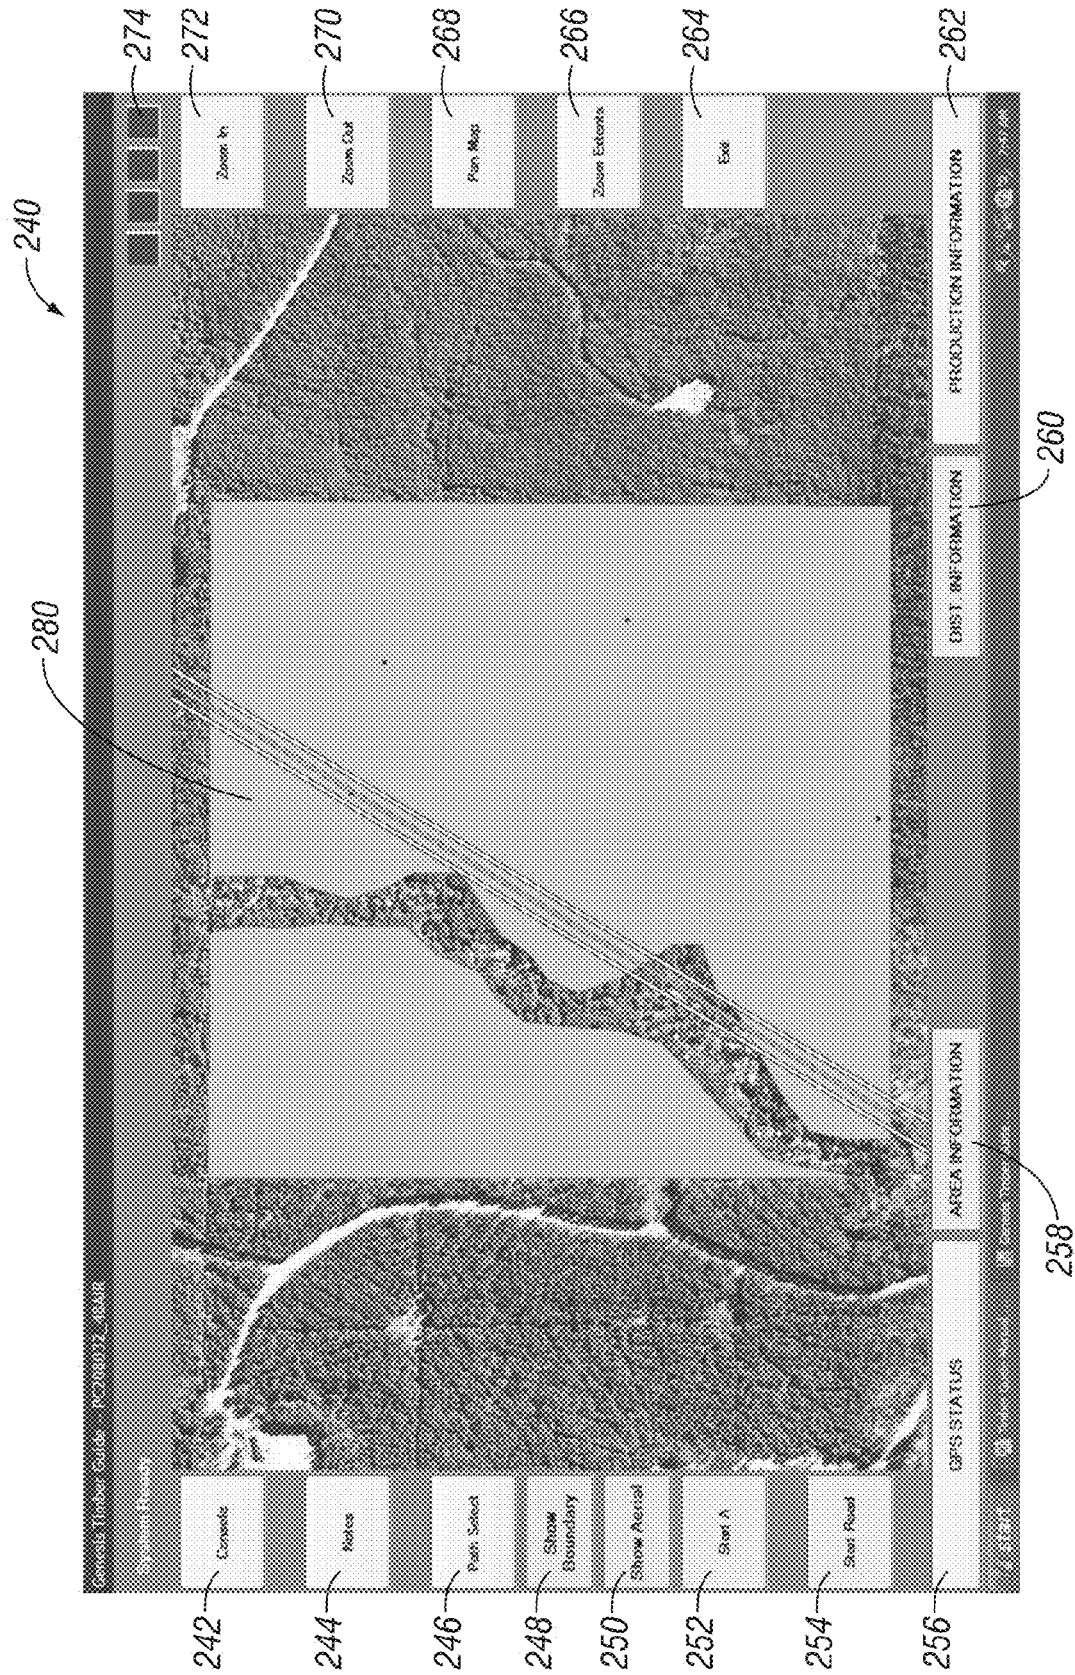 240
280
274
272
270
268
266
264
262
260
258
242
244
246
248
250
252
254
256
Console
Notes
Path Select
Show
Boundary
Show Aerial
Start A
Start Road
Zoom In
Zoom Out
Pan Map
Zoom Extents
Exit
GPS STATUS
AREA INFORMATION
DIST. INFORMATION
PRODUCTION INFORMATION